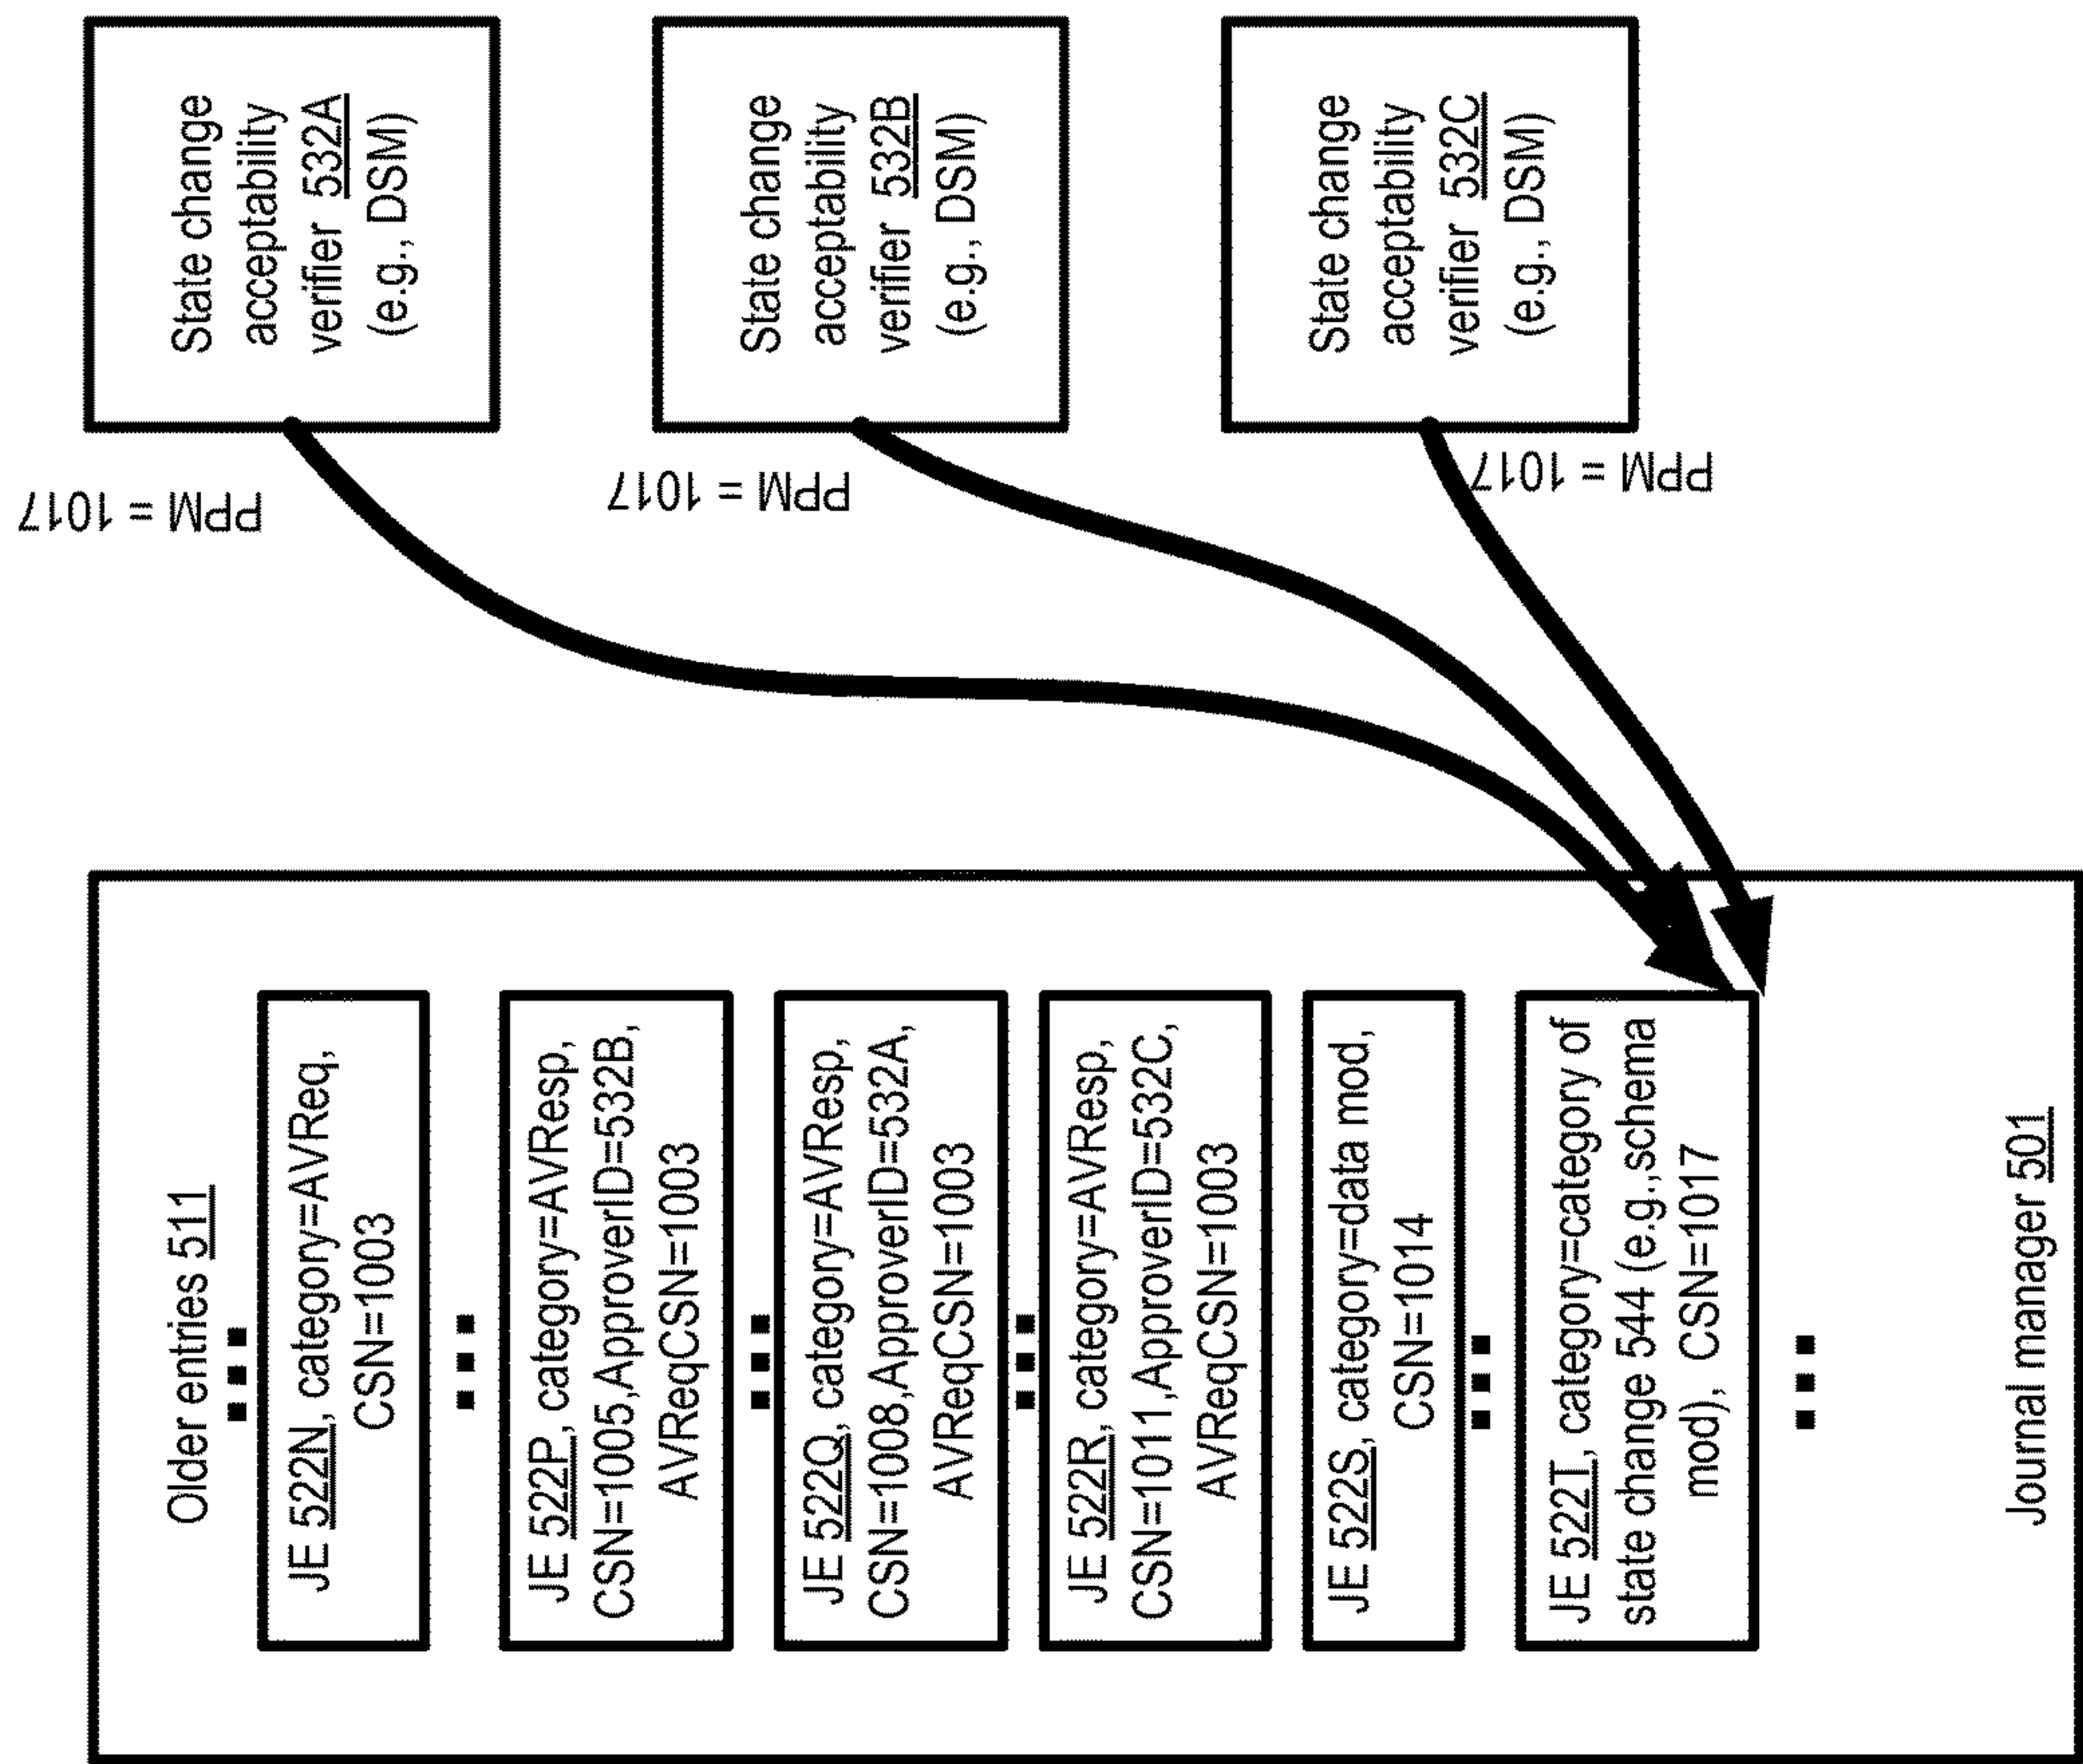 Older entries 511
JE 522N, category=AVReq,
CSN=1003
JE 522P, category=AVResp,
CSN=1005,ApproverID=532B,
AVReqCSN=1003
JE 522Q, category=AVResp,
CSN=1008,ApproverID=532A,
AVReqCSN=1003
JE 522R, category=AVResp,
CSN=1011,ApproverID=532C,
AVReqCSN=1003
JE 522S, category=data mod,
CSN=1014
JE 522T, category=category of
state change 544 (e.g.,schema
mod), CSN=1017
Journal manager 501
PPM = 1017
PPM = 1017
PPM = 1017
State change
acceptability
verifier 532A
(e.g., DSM)
State change
acceptability
verifier 532B
(e.g., DSM)
State change
acceptability
verifier 532C
(e.g., DSM)